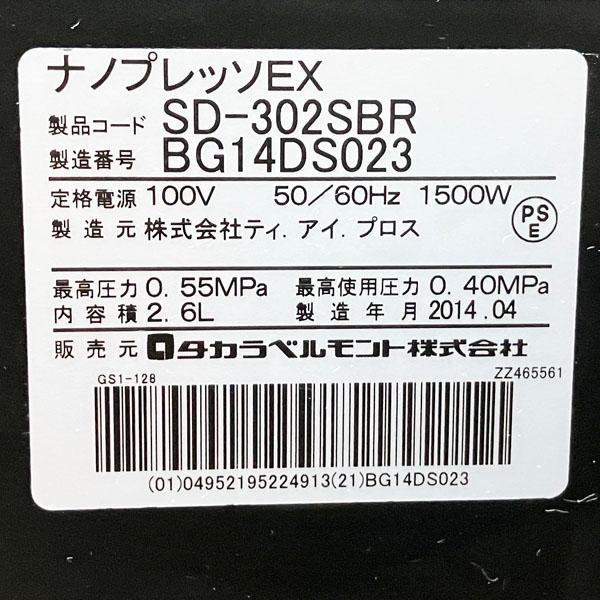 ナノプレッソEX
製品コード SD-302SBR
製造番号 BG14DS023
定格電源 100V 50／60Hz 1500W
製造元 株式会社ティ．アイ．プロス
PS
E
最高圧力 0.55MPa 最高使用圧力 0.40MPa
内容積 2.6L 製造年月 2014.04
販売元 タカラベルモント株式会社
GS1-128 ZZ465561
(01)04952195224913(21)BG14DS023